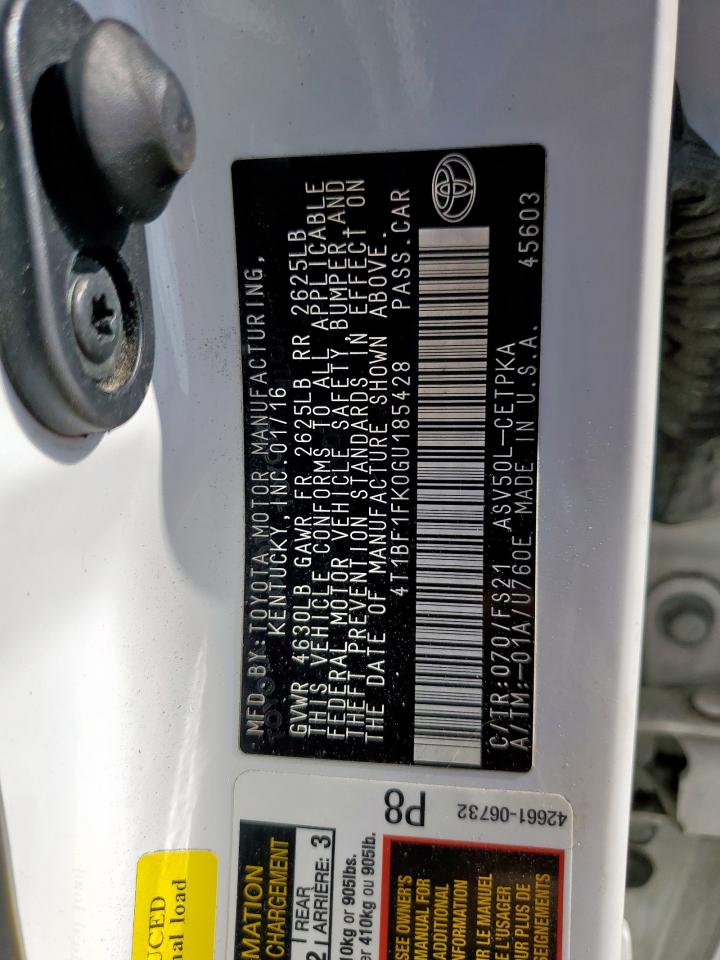 MFD.BY:TOYOTA MOTOR MANUFACTURING,
KENTUCKY, INC. 01/16
GVWR 4630LB GAWR FR 2625LB RR 2625LB
THIS VEHICLE CONFORMS TO ALL APPLICABLE
FEDERAL MOTOR VEHICLE SAFETY, BUMPER, AND
THEFT PREVENTION STANDARDS IN EFFECT ON
THE DATE OF MANUFACTURE SHOWN ABOVE.
4T1BF1FK0GU185428 PASS.CAR
C/TR:070/FS21 ASV50L-CETPKA
A/TM:-01A/U760E MADE IN U.S.A. 45603
UCED
nal load
MATION
CHARGEMENT
2 REAR
ARRIÈRE: 3
10kg or 905lbs.
er 410kg ou 905lb.
P8
42661-06732
SEE OWNER'S
MANUAL FOR
INFORMATION
R LE MANUEL
E L'USAGER
UR PLUS DE
SEIGNEMENTS